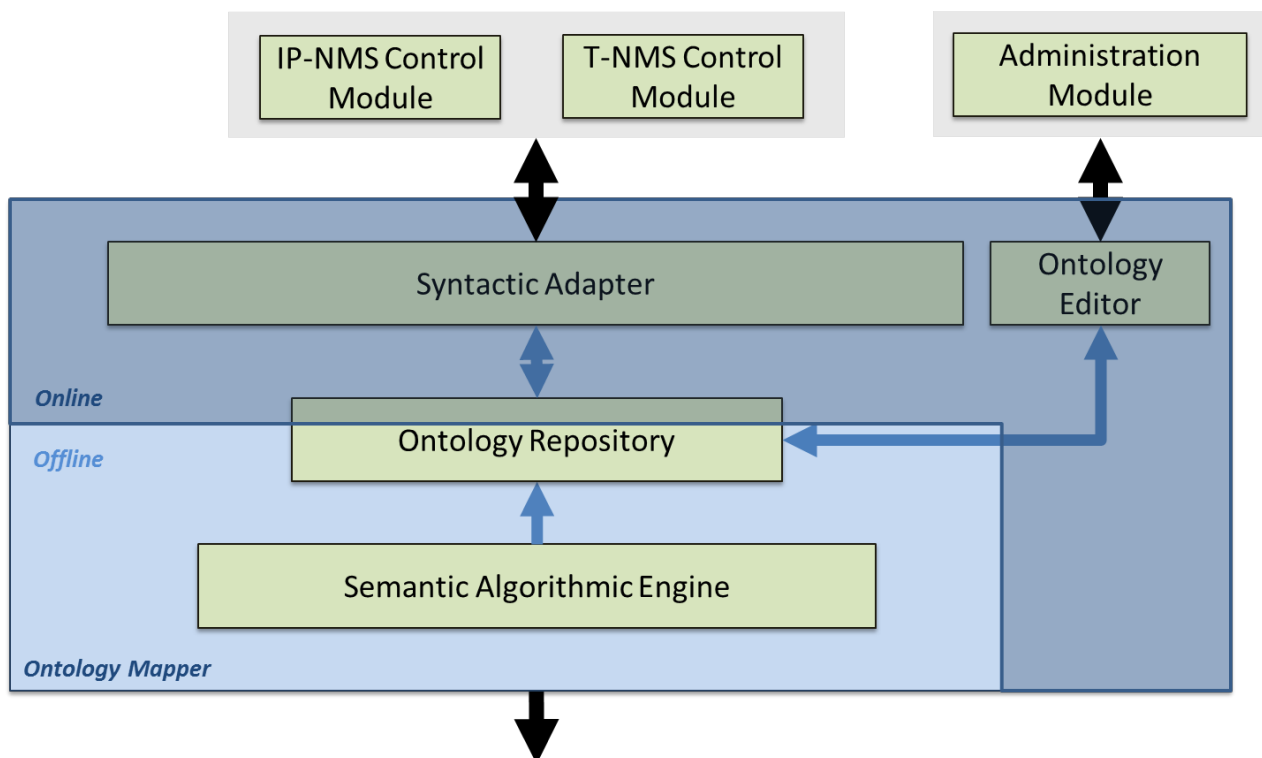 IP-NMS Control
Module
T-NMS Control
Module
Administration
Module
Syntactic Adapter
Ontology
Editor
Online
Offline
Ontology Repository
Semantic Algorithmic Engine
Ontology Mapper